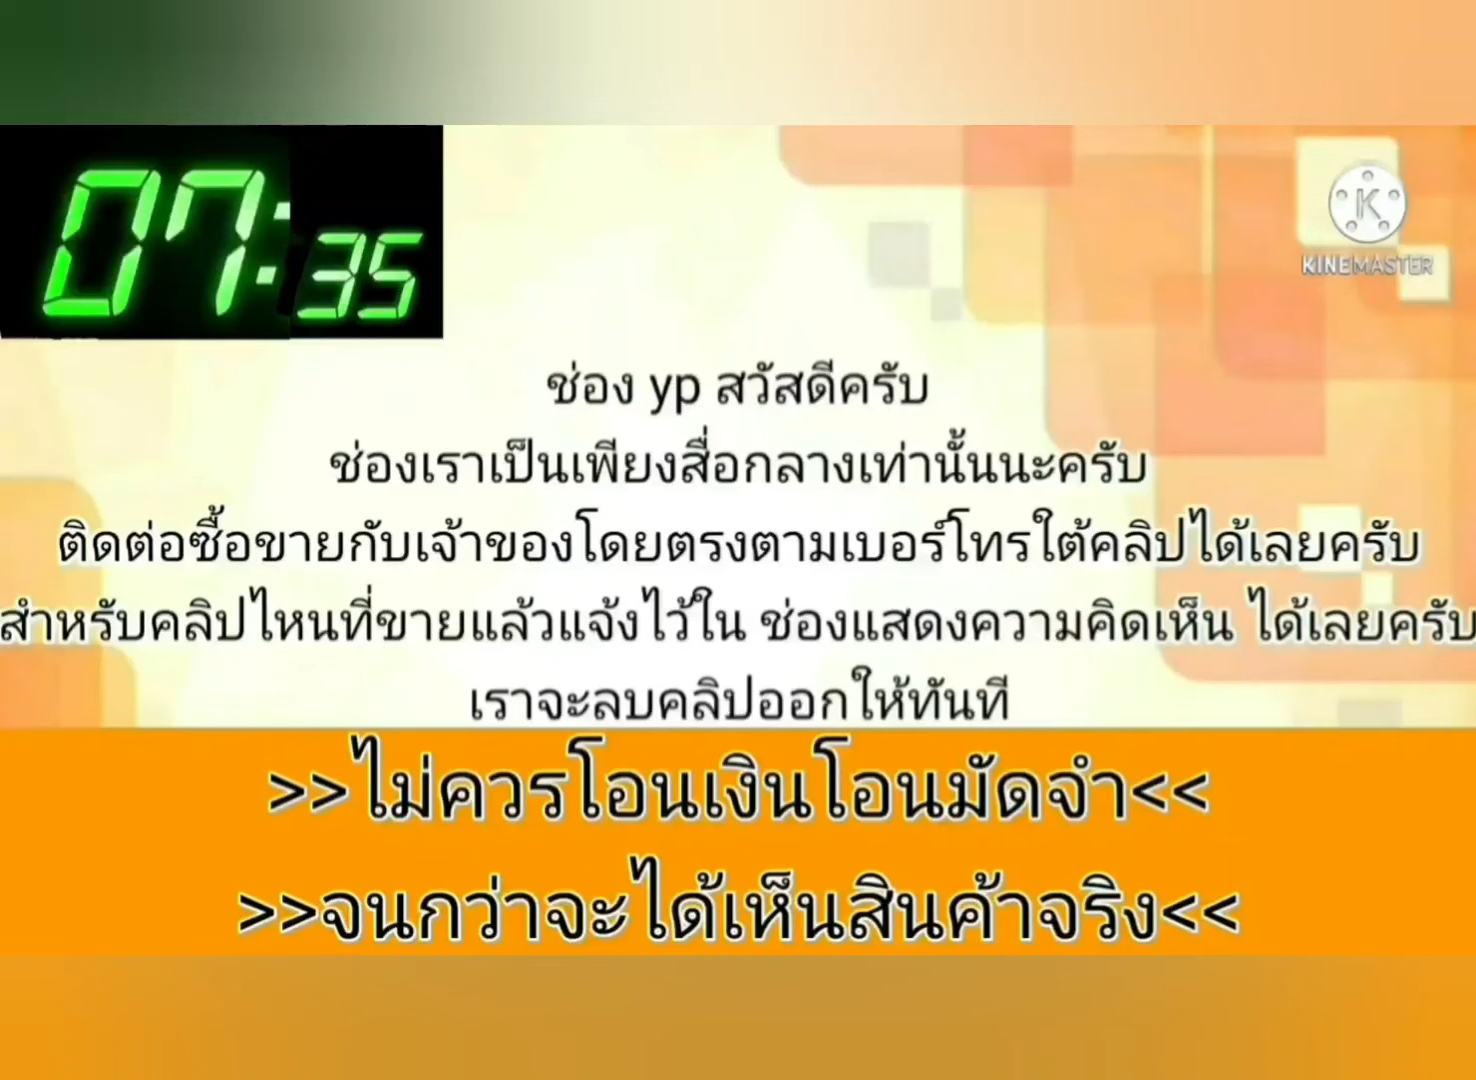 07:35
KINEMASTER
ช่อง yp สวัสดีครับ
ช่องเราเป็นเพียงสื่อกลางเท่านั้นนะครับ
ติดต่อซื้อขายกับเจ้าของโดยตรงตามเบอร์โทรใต้คลิปได้เลยครับ
สำหรับคลิปไหนที่ขายแล้วแจ้งไว้ใน ช่องแสดงความคิดเห็น ได้เลยครับ
เราจะลบคลิปออกให้ทันที
>>ไม่ควรโอนเงินโอนมัดจำ<<
>>จนกว่าจะได้เห็นสินค้าจริง<<